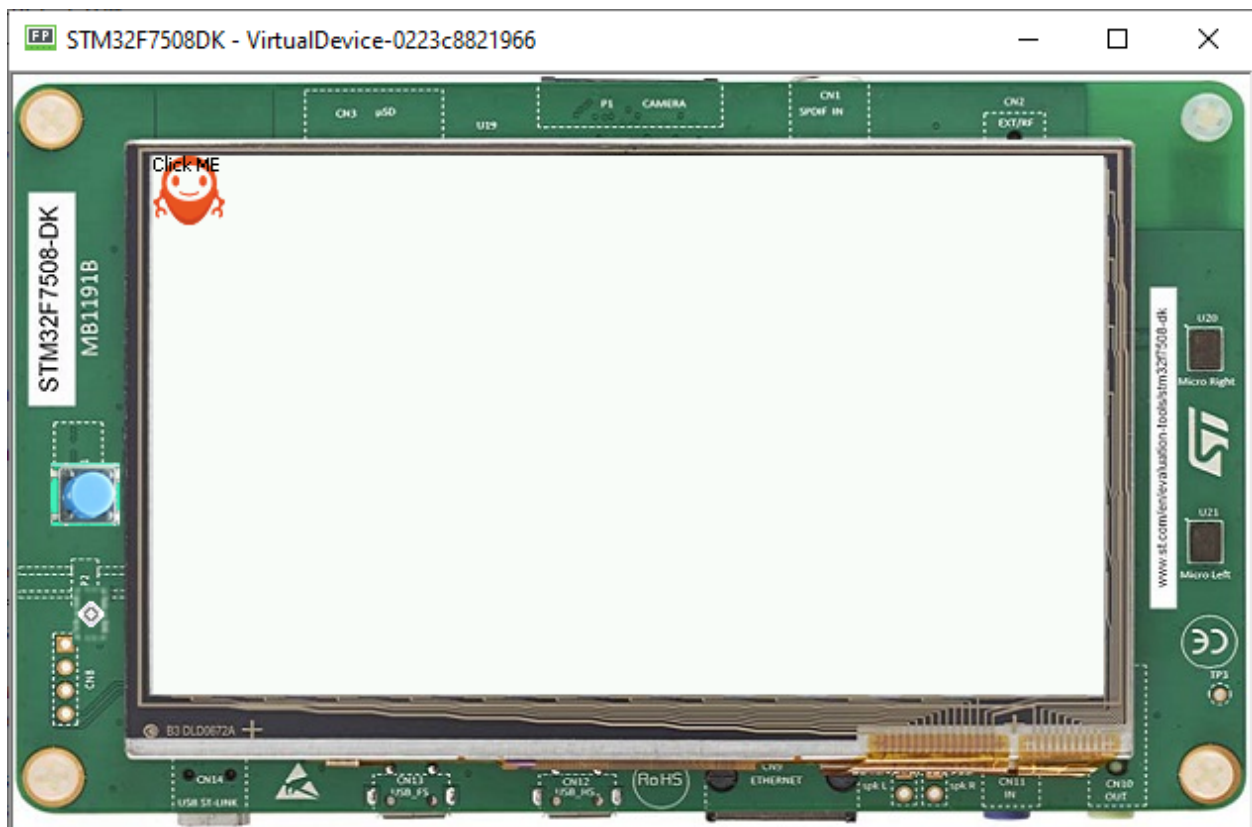 STM32F7508DK - VirtualDevice-0223c8821966
CN3 µSD
U19
P1 CAMERA
CN1
SPDIF IN
CN2
EXT/RF
Click ME
STM32F7508-DK
MB1191B
www.st.com/en/evaluation-tools/stm32f7508-dk
U20
Micro Right
U21
Micro Left
P2
CN8
CE
TP3
B3 DLD0672A
CN14
USB ST-LINK
CN13
USB_FS
CN12
USB_HS
RoHS
CN9
ETHERNET
spk L
spk R
CN11
IN
CN10
OUT